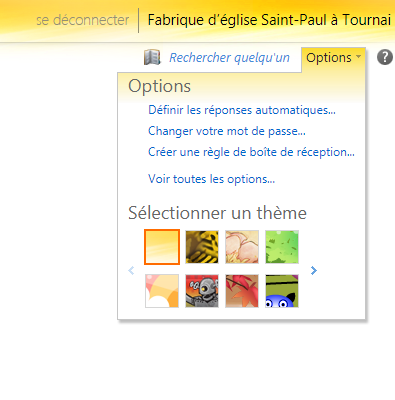 se déconnecter Fabrique d'église Saint-Paul à Tournai
Rechercher quelqu'un Options
Options
Définir les réponses automatiques...
Changer votre mot de passe...
Créer une règle de boîte de réception...
Voir toutes les options...
Sélectionner un thème